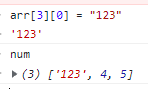 arr[3][0] = "123"
'123'
num
(3) ['123', 4, 5]